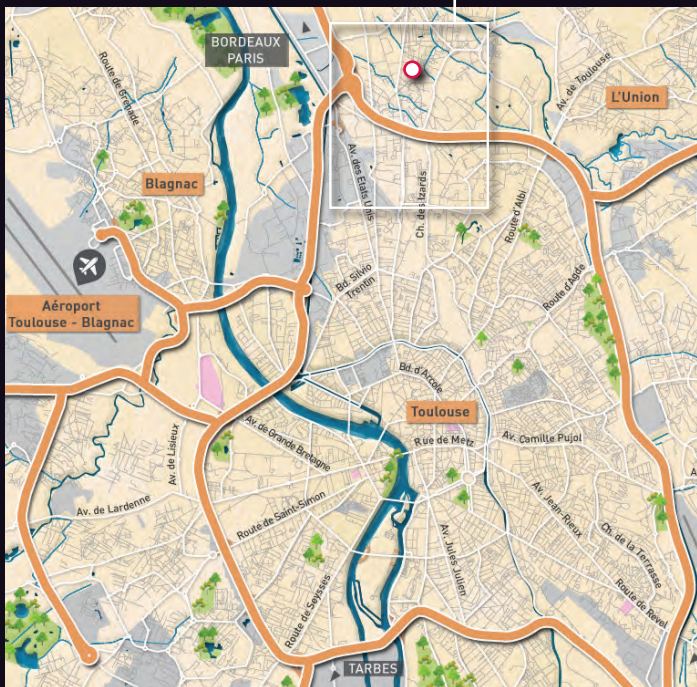 BORDEAUX
PARIS
Route de Grenade
Av. de Toulouse
L'Union
Blagnac
Av. des Etats Unis
Ch. des Izards
Route d'Albi
Aéroport
Toulouse - Blagnac
Bd. Silvio
Trentin
Route d'Agde
Bd. d'Arcole
Toulouse
Av. de Grande Bretagne
Rue de Metz
Av. Camille Pujol
Av. de Lisieux
Av. de Lardenne
Route de Saint-Simon
Av. Jean-Rieux
Av. Jules Julien
Ch. de la Terrasse
Route de Seysses
Route de Revel
TARBES